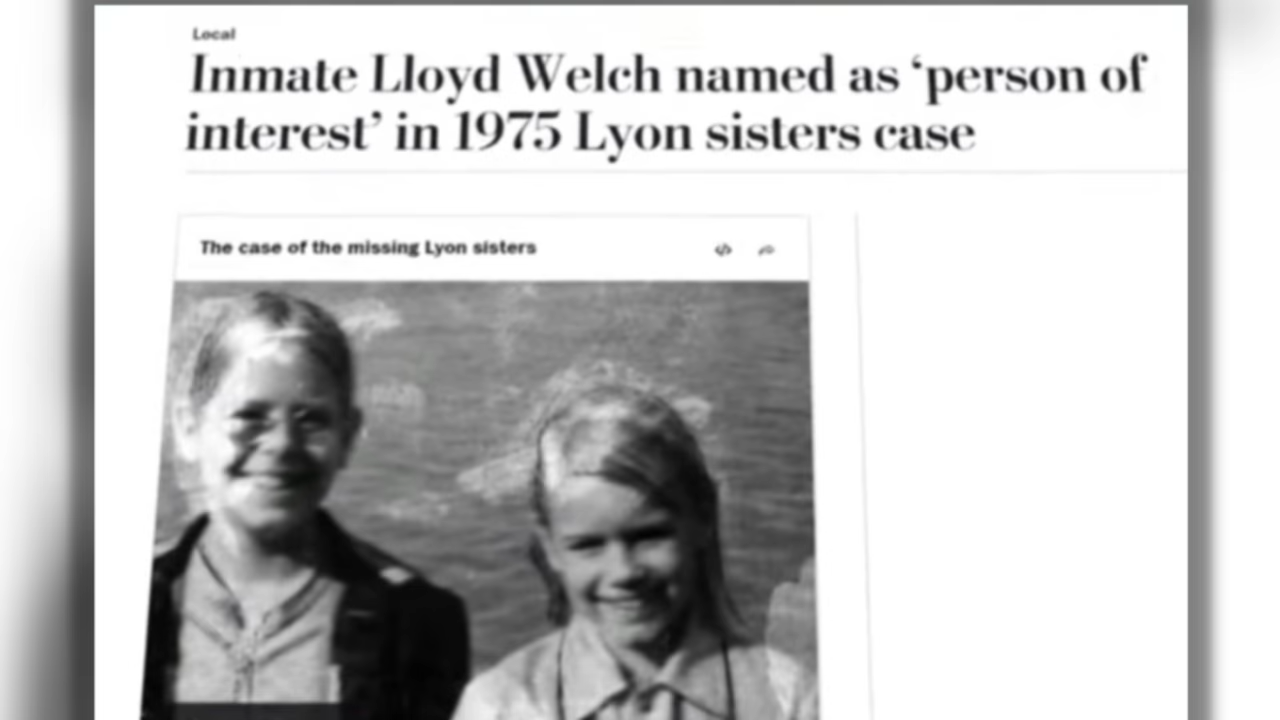 Local
Inmate Lloyd Welch named as ‘person of
interest’ in 1975 Lyon sisters case
The case of the missing Lyon sisters